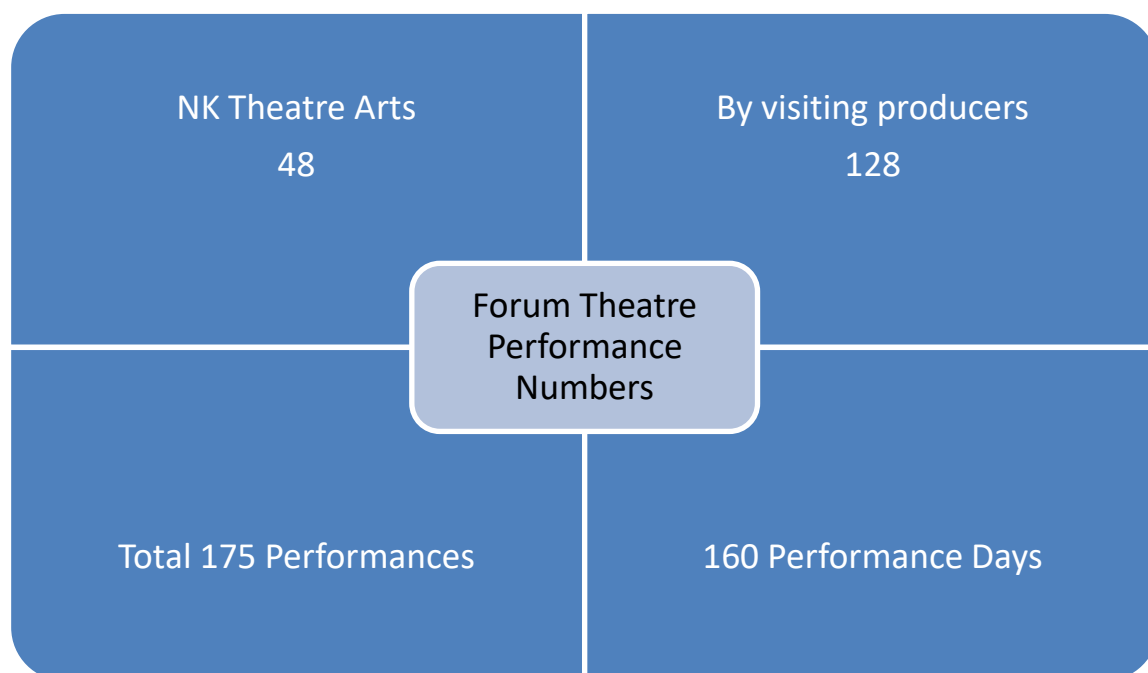 NK Theatre Arts
48
By visiting producers
128
Forum Theatre
Performance
Numbers
Total 175 Performances
160 Performance Days